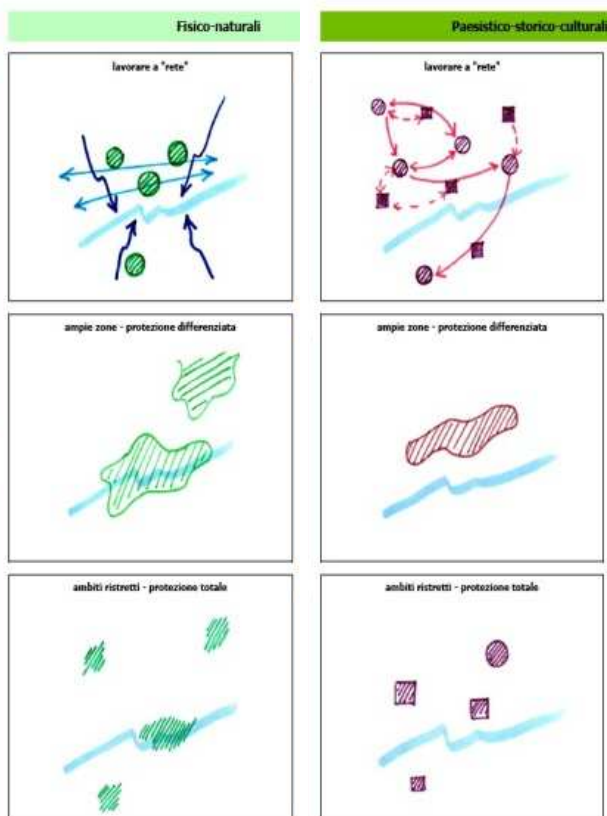 Fisico-naturali
Paesistico-storico-culturali
lavorare a "rete"
lavorare a "rete"
ampie zone - protezione differenziata
ampie zone - protezione differenziata
ambiti ristretti - protezione totale
ambiti ristretti - protezione totale